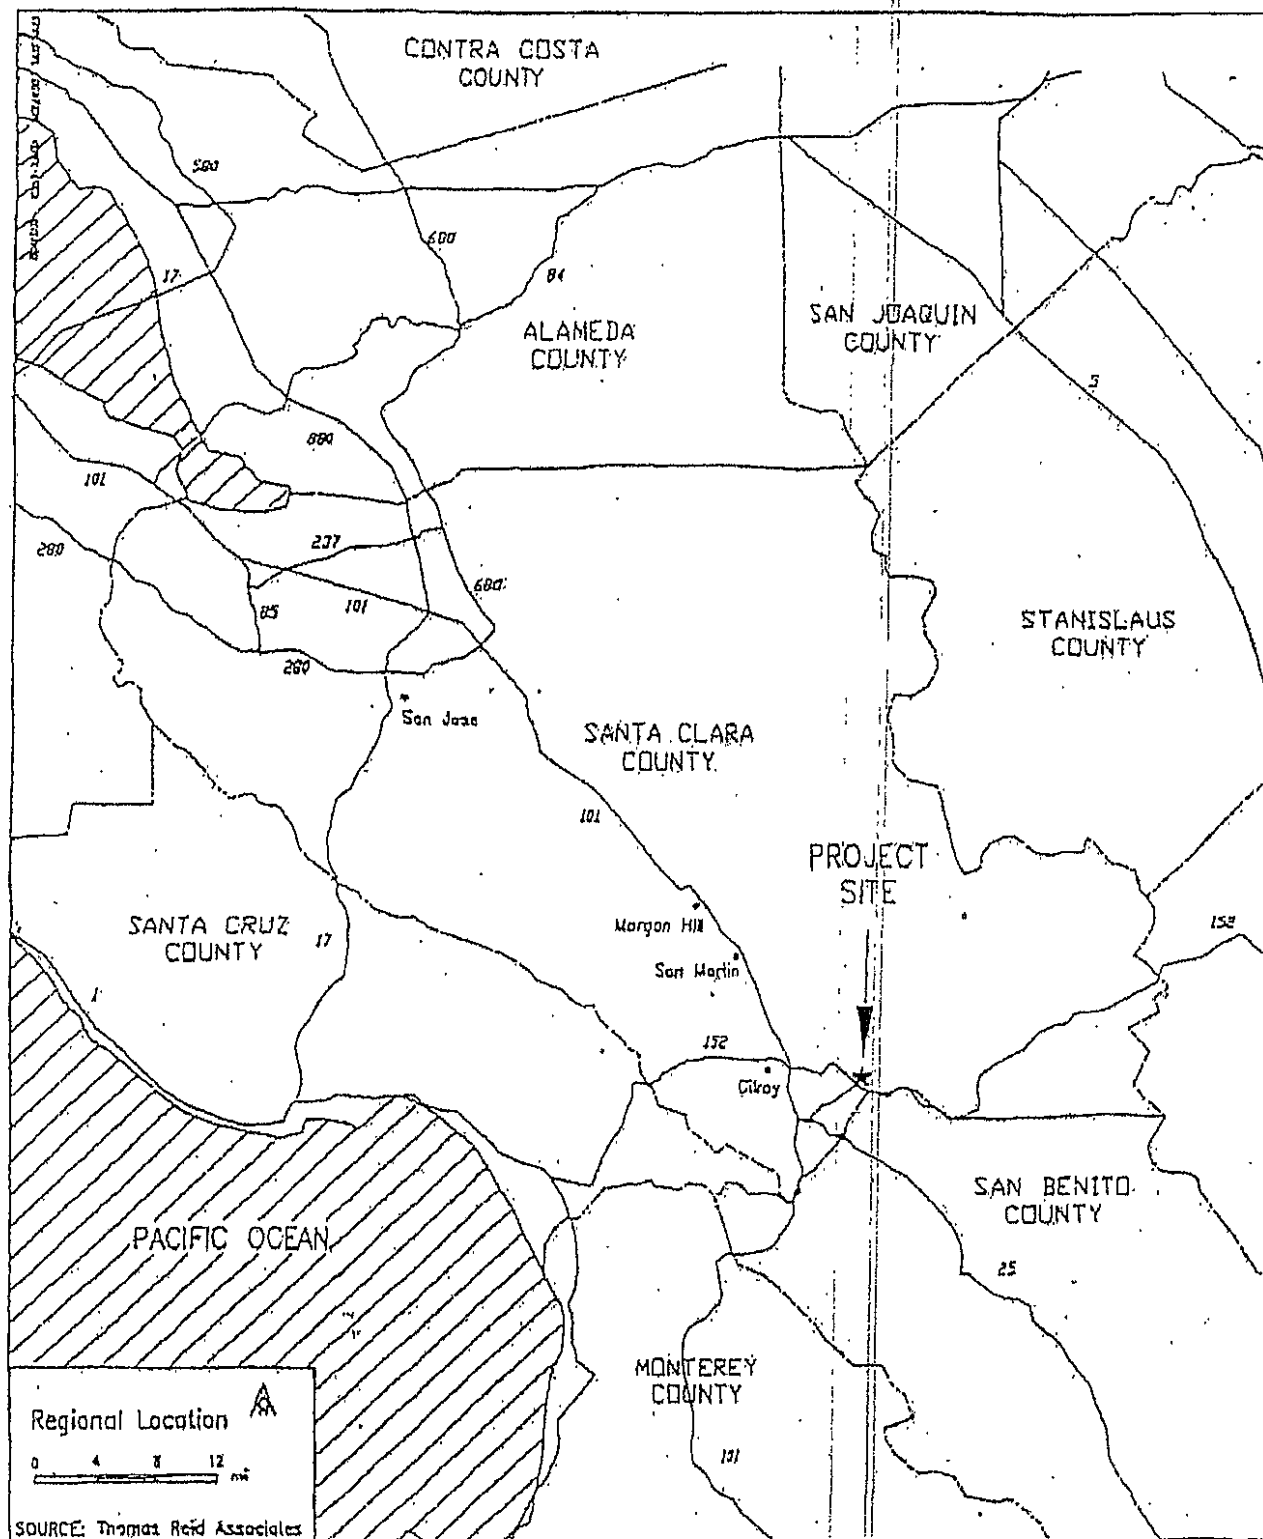 CONTRA COSTA
COUNTY
580
680
84
17
ALAMEDA
COUNTY
SAN JOAQUIN
COUNTY
5
880
101
280
237
101
85
680
280
San Jose
STANISLAUS
COUNTY
SANTA CLARA
COUNTY
101
PROJECT
SITE
SANTA CRUZ
COUNTY
17
Morgan Hill
San Martin
152
1
152
Gilroy
SAN BENITO
COUNTY
PACIFIC OCEAN
25
MONTEREY
COUNTY
101
Regional Location
0 4 8 12 mi
SOURCE: Thomas Reid Associates